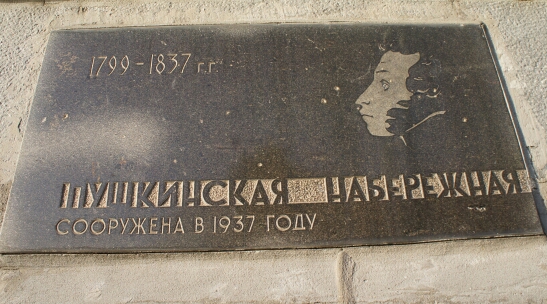 1799-1837 г.г.
ПУШКИНСКАЯ НАБЕРЕЖНАЯ
СООРУЖЕНА В 1937 ГОДУ